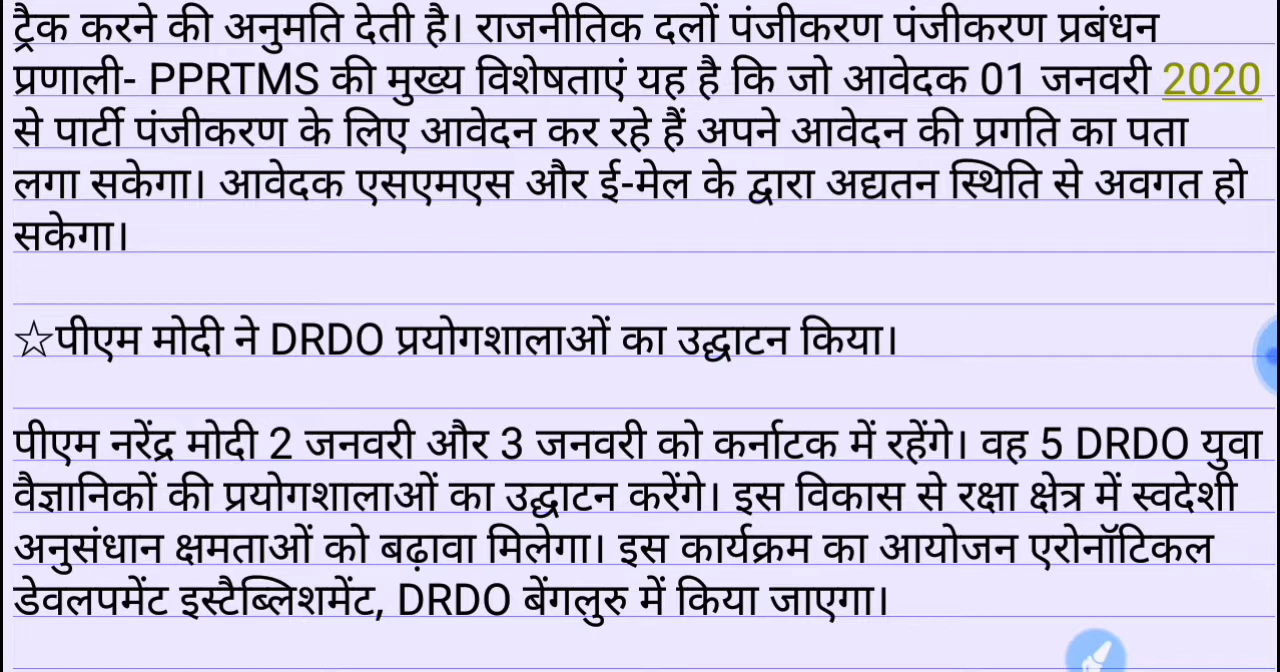 ट्रैक करने की अनुमति देती है। राजनीतिक दलों पंजीकरण पंजीकरण प्रबंधन
प्रणाली- PPRTMS की मुख्य विशेषताएं यह है कि जो आवेदक 01 जनवरी 2020
से पार्टी पंजीकरण के लिए आवेदन कर रहे हैं अपने आवेदन की प्रगति का पता
लगा सकेगा। आवेदक एसएमएस और ई-मेल के द्वारा अद्यतन स्थिति से अवगत हो
सकेगा।
☆पीएम मोदी ने DRDO प्रयोगशालाओं का उद्घाटन किया।
पीएम नरेंद्र मोदी 2 जनवरी और 3 जनवरी को कर्नाटक में रहेंगे। वह 5 DRDO युवा
वैज्ञानिकों की प्रयोगशालाओं का उद्घाटन करेंगे। इस विकास से रक्षा क्षेत्र में स्वदेशी
अनुसंधान क्षमताओं को बढ़ावा मिलेगा। इस कार्यक्रम का आयोजन एरोनॉटिकल
डेवलपमेंट इस्टैब्लिशमेंट, DRDO बेंगलुरु में किया जाएगा।